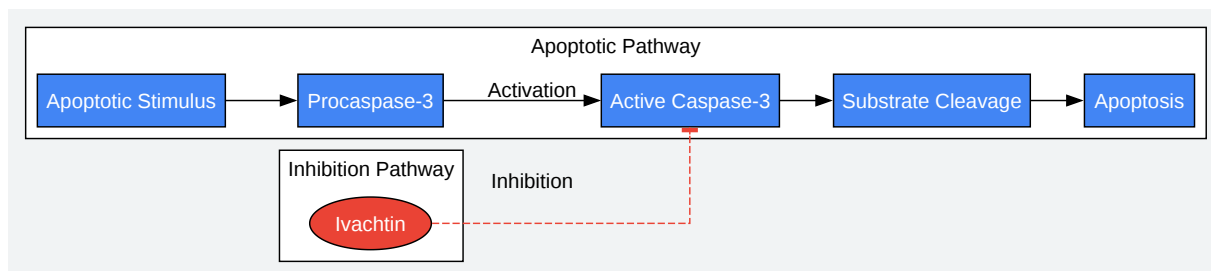 Apoptotic Pathway
Apoptotic Stimulus
Procaspase-3
Activation
Active Caspase-3
Substrate Cleavage
Apoptosis
Inhibition Pathway
Inhibition
Ivachtin